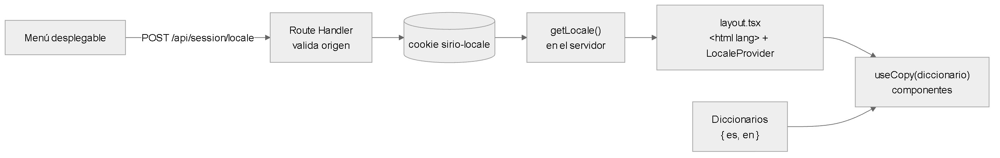 Menú desplegable
POST /api/session/locale
Route Handler
valida origen
cookie sirio-locale
getLocale()
en el servidor
layout.tsx
<html lang> +
LocaleProvider
useCopy(diccionario)
componentes
Diccionarios
{ es, en }